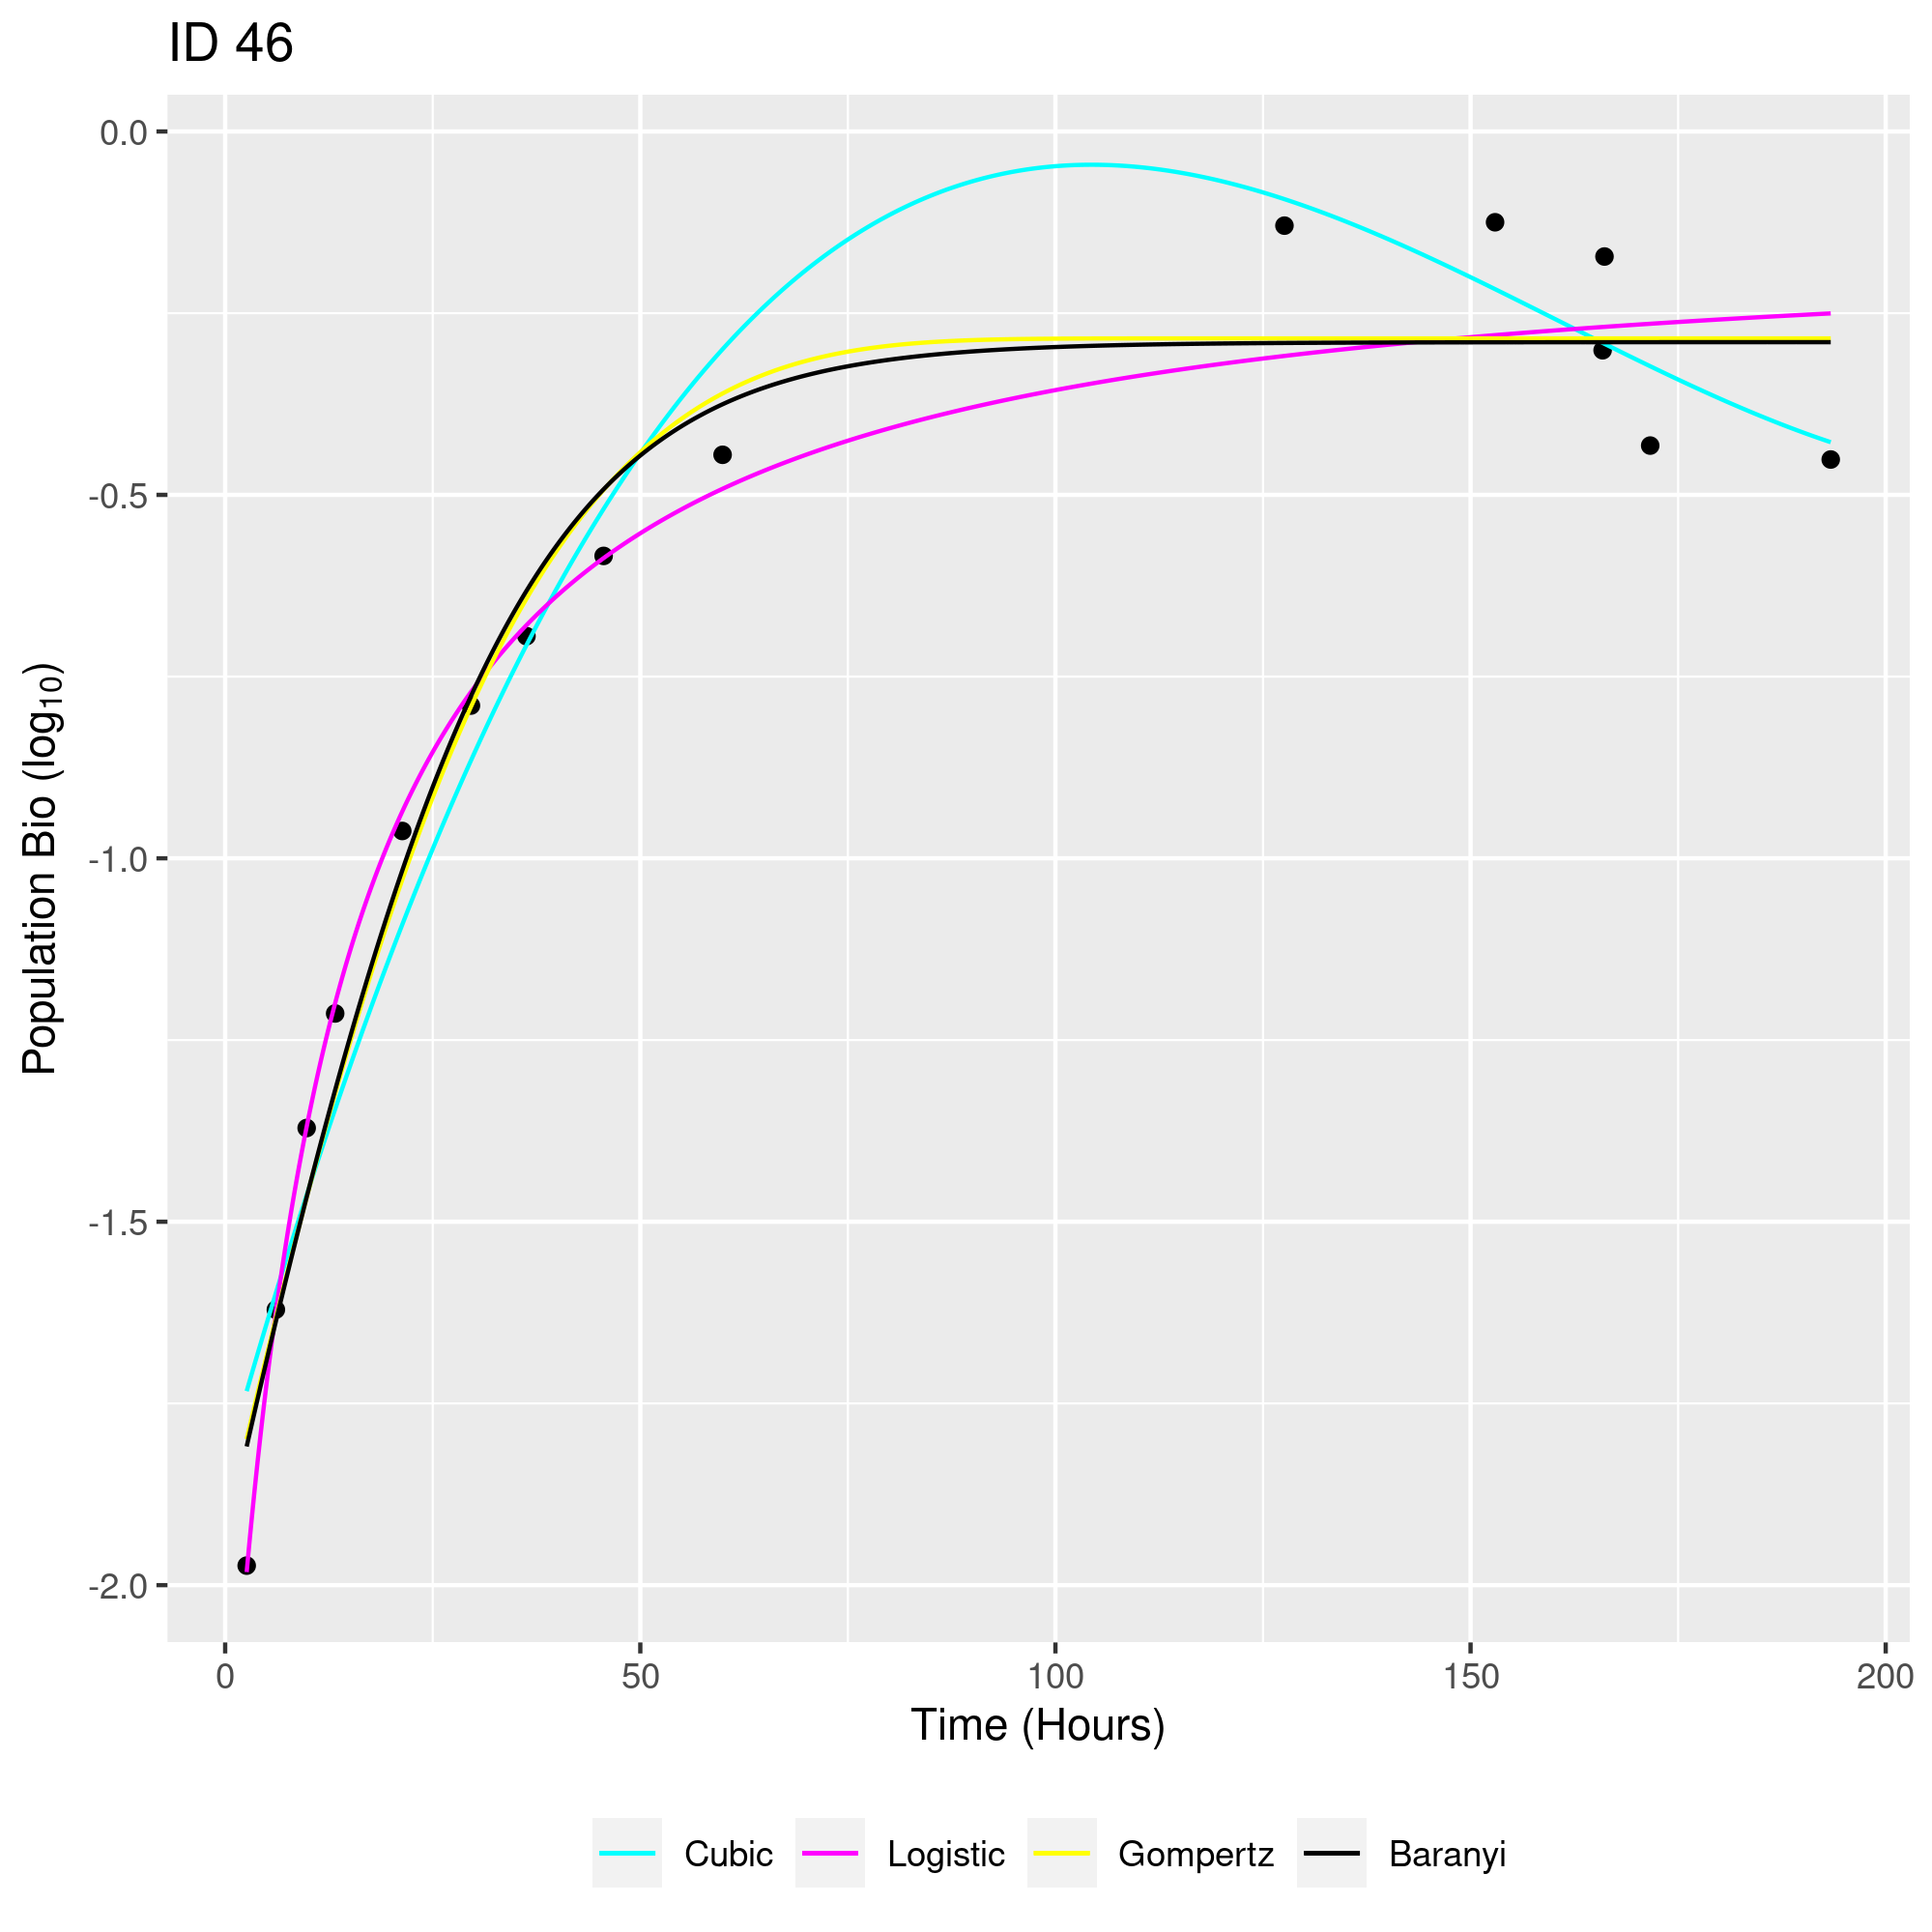 ID 46
0.0
-0.5
-1.0
-1.5
-2.0
Population Bio (log₁₀)
0 50 100 150 200
Time (Hours)
Cubic Logistic Gompertz Baranyi